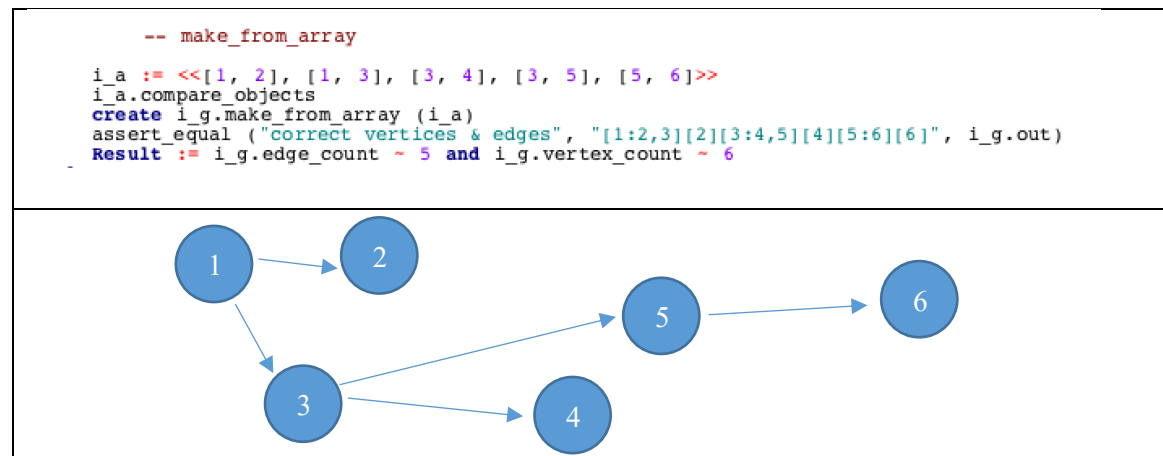 -- make_from_array
i_a := <<[1, 2], [1, 3], [3, 4], [3, 5], [5, 6]>>
i_a.compare_objects
create i_g.make_from_array (i_a)
assert_equal ("correct vertices & edges", "[1:2,3][2][3:4,5][4][5:6][6]", i_g.out)
Result := i_g.edge_count ~ 5 and i_g.vertex_count ~ 6
1
2
5
6
3
4